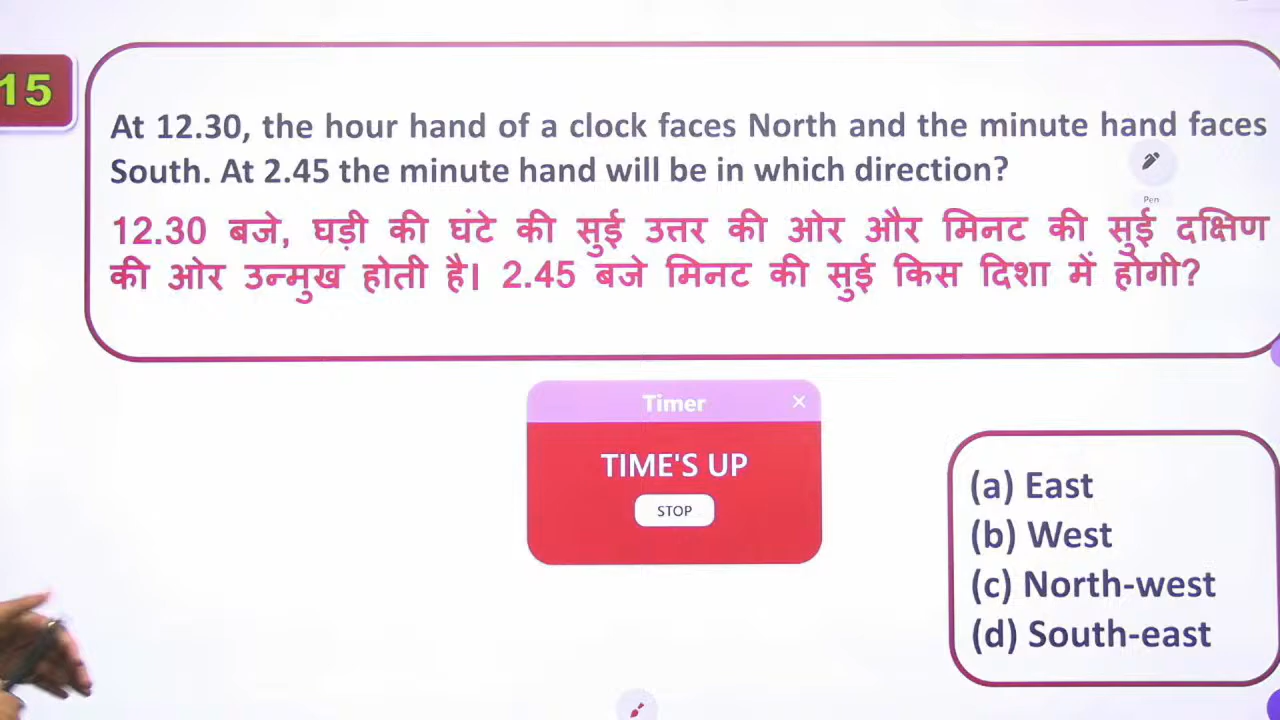 15
At 12.30, the hour hand of a clock faces North and the minute hand faces
South. At 2.45 the minute hand will be in which direction?
Pen
12.30 बजे, घड़ी की घंटे की सुई उत्तर की ओर और मिनट की सुई दक्षिण
की ओर उन्मुख होती है। 2.45 बजे मिनट की सुई किस दिशा में होगी?
Timer
TIME'S UP
STOP
(a) East
(b) West
(c) North-west
(d) South-east